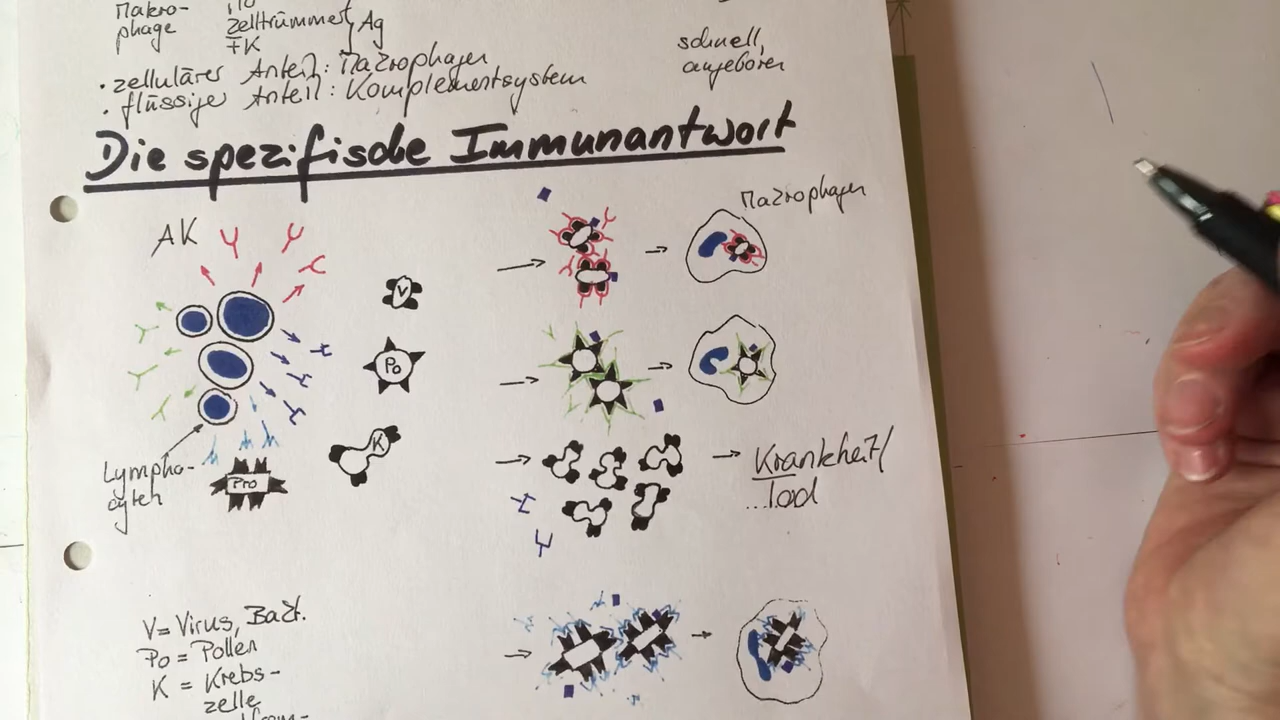 Makro-
phage
Zelltrümmer, Ag
FK
• zellulärer Anteil: Makrophagen
• flüssiger Anteil: Komplementsystem
schnell,
angeboren
Die spezifische Immunantwort
AK
Makrophagen
V
Po
K
Lympho-
cyten
Pro
Krankheit/
...Tod
V= Virus, Bakt.
Po = Pollen
K = Krebs-
zelle